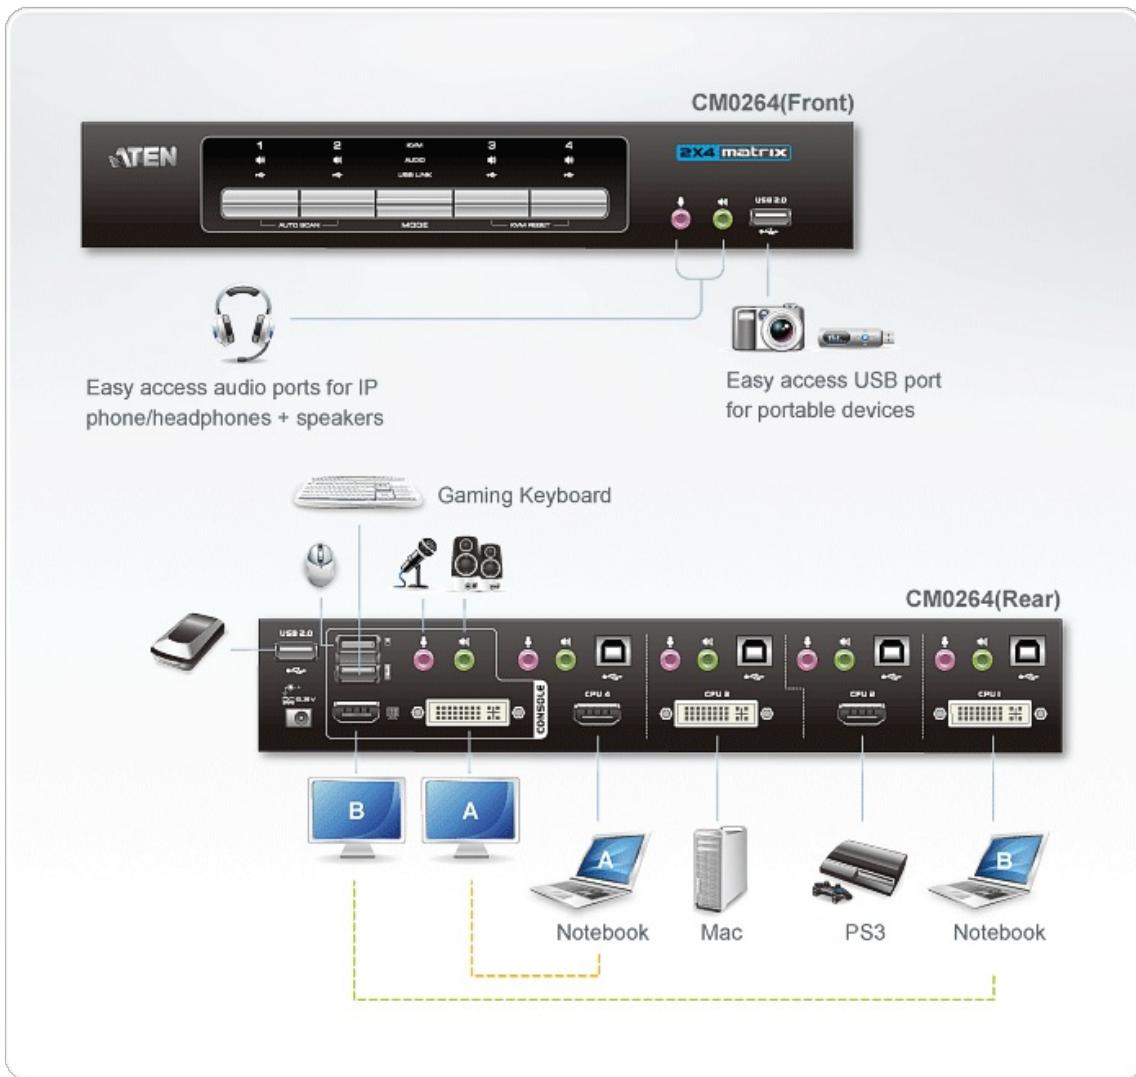 CM0264(Front)
ATEN
1 2 KVM 3 4
AUDIO
USB LINK
AUTO SCAN MODE KVM RESET
2X4 matrix
USB 2.0
Easy access audio ports for IP
phone/headphones + speakers
Easy access USB port
for portable devices
Gaming Keyboard
CM0264(Rear)
USB 2.0
CONSOLE
CPU 4
CPU 3
CPU 2
CPU 1
B
A
A
B
Notebook
Mac
PS3
Notebook